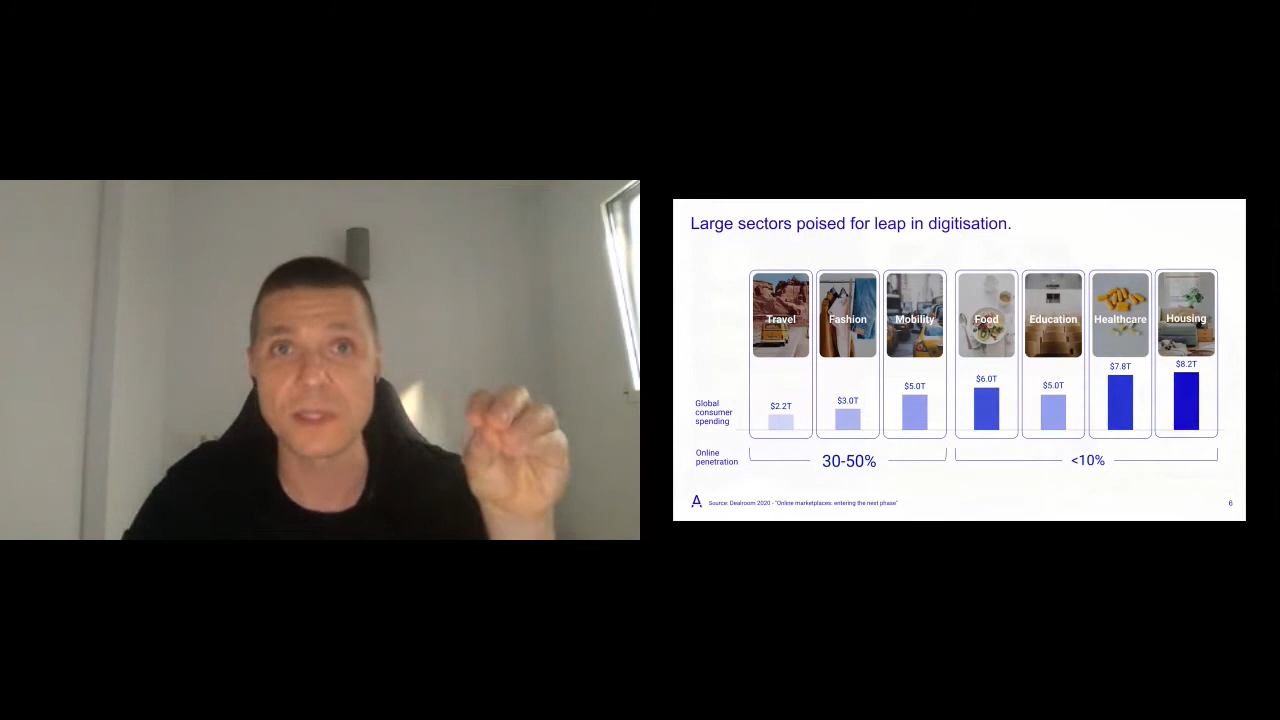 Large sectors poised for leap in digitisation.
Travel
Fashion
Mobility
Food
Education
Healthcare
Housing
$2.2T
$3.0T
$5.0T
$6.0T
$5.0T
$7.8T
$8.2T
Global
consumer
spending
Online
penetration
30-50%
<10%
A Source: Dealroom 2020 - "Online marketplaces: entering the next phase"
6